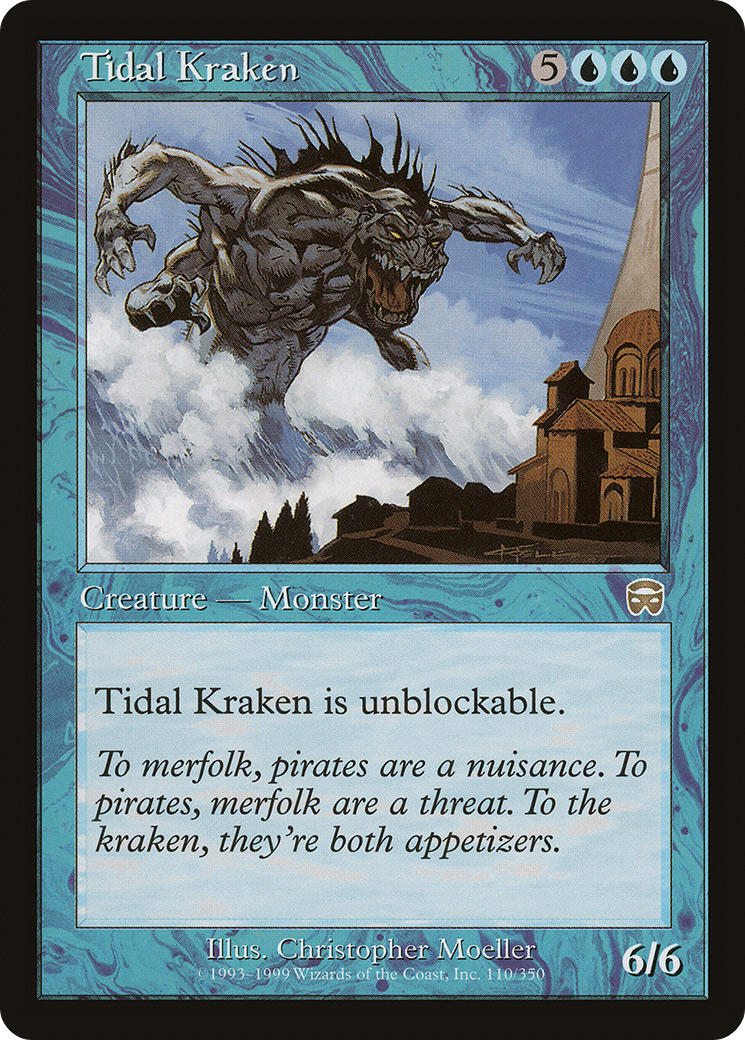 Tidal Kraken 5
Creature — Monster
Tidal Kraken is unblockable.
To merfolk, pirates are a nuisance. To
pirates, merfolk are a threat. To the
kraken, they're both appetizers.
Illus. Christopher Moeller
©1993–1999 Wizards of the Coast, Inc. 110/350
6/6